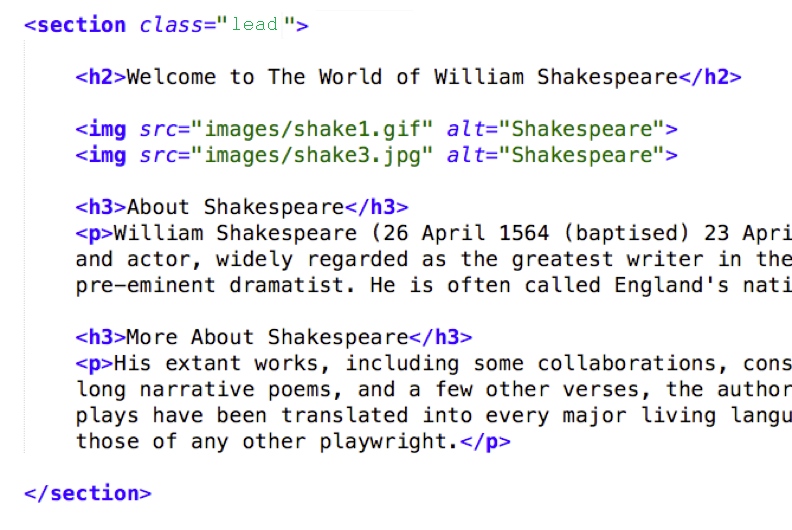 <section class="lead">
<h2>Welcome to The World of William Shakespeare</h2>
<img src="images/shake1.gif" alt="Shakespeare">
<img src="images/shake3.jpg" alt="Shakespeare">
<h3>About Shakespeare</h3>
<p>William Shakespeare (26 April 1564 (baptised) 23 Apri
and actor, widely regarded as the greatest writer in the
pre-eminent dramatist. He is often called England's nati
<h3>More About Shakespeare</h3>
<p>His extant works, including some collaborations, cons
long narrative poems, and a few other verses, the author
plays have been translated into every major living langu
those of any other playwright.</p>
</section>